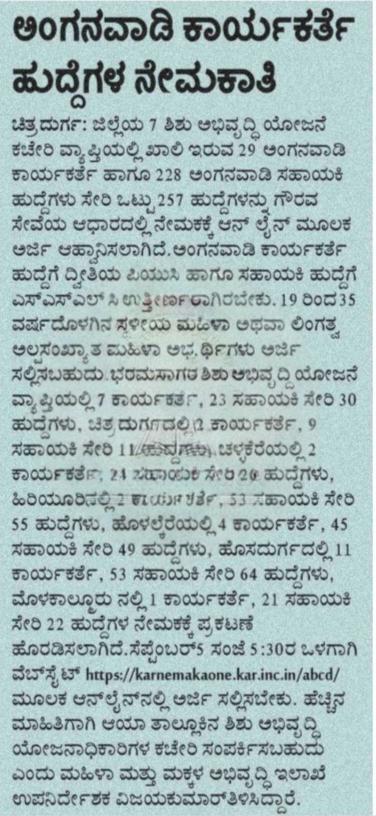 ಅಂಗನವಾಡಿ ಕಾರ್ಯಕರ್ತೆ
ಹುದ್ದೆಗಳ ನೇಮಕಾತಿ
ಚಿತ್ರದುರ್ಗ: ಜಿಲ್ಲೆಯ 7 ಶಿಶು ಅಭಿವೃದ್ಧಿ ಯೋಜನೆ
ಕಚೇರಿ ವ್ಯಾಪ್ತಿಯಲ್ಲಿ ಖಾಲಿ ಇರುವ 29 ಅಂಗನವಾಡಿ
ಕಾರ್ಯಕರ್ತೆ ಹಾಗೂ 228 ಅಂಗನವಾಡಿ ಸಹಾಯಕಿ
ಹುದ್ದೆಗಳು ಸೇರಿ ಒಟ್ಟು 257 ಹುದ್ದೆಗಳನ್ನು ಗೌರವ
ಸೇವೆಯ ಆಧಾರದಲ್ಲಿ ನೇಮಕಕ್ಕೆ ಆನ್ ಲೈನ್ ಮೂಲಕ
ಅರ್ಜಿ ಆಹ್ವಾನಿಸಲಾಗಿದೆ.ಅಂಗನವಾಡಿ ಕಾರ್ಯಕರ್ತೆ
ಹುದ್ದೆಗೆ ದ್ವಿತೀಯ ಪಿಯುಸಿ ಹಾಗೂ ಸಹಾಯಕಿ ಹುದ್ದೆಗೆ
ಎಸ್ಎಸ್ಎಲ್ ಸಿ ಉತ್ತೀರ್ಣರಾಗಿರಬೇಕು. 19 ರಿಂದ 35
ವರ್ಷದೊಳಗಿನ ಸ್ಥಳೀಯ ಮಹಿಳಾ ಅಥವಾ ಲಿಂಗತ್ವ
ಅಲ್ಪಸಂಖ್ಯಾತ ಮಹಿಳಾ ಅಭ್ಯರ್ಥಿಗಳು ಅರ್ಜಿ
ಸಲ್ಲಿಸಬಹುದು.ಭರಮಸಾಗರ ಶಿಶು ಅಭಿವೃದ್ಧಿ ಯೋಜನೆ
ವ್ಯಾಪ್ತಿಯಲ್ಲಿ 7 ಕಾರ್ಯಕರ್ತೆ, 23 ಸಹಾಯಕಿ ಸೇರಿ 30
ಹುದ್ದೆಗಳು, ಚಿತ್ರದುರ್ಗದಲ್ಲಿ 2 ಕಾರ್ಯಕರ್ತೆ, 9
ಸಹಾಯಕಿ ಸೇರಿ 11 ಹುದ್ದೆಗಳು, ಚಳ್ಳಕೆರೆಯಲ್ಲಿ 2
ಕಾರ್ಯಕರ್ತೆ, 24 ಸಹಾಯಕಿ ಸೇರಿ 26 ಹುದ್ದೆಗಳು,
ಹಿರಿಯೂರಿನಲ್ಲಿ 2 ಕಾರ್ಯಕರ್ತೆ, 53 ಸಹಾಯಕಿ ಸೇರಿ
55 ಹುದ್ದೆಗಳು, ಹೊಳಲ್ಕೆರೆಯಲ್ಲಿ 4 ಕಾರ್ಯಕರ್ತೆ, 45
ಸಹಾಯಕಿ ಸೇರಿ 49 ಹುದ್ದೆಗಳು, ಹೊಸದುರ್ಗದಲ್ಲಿ 11
ಕಾರ್ಯಕರ್ತೆ, 53 ಸಹಾಯಕಿ ಸೇರಿ 64 ಹುದ್ದೆಗಳು,
ಮೊಳಕಾಲ್ಮೂರು ನಲ್ಲಿ 1 ಕಾರ್ಯಕರ್ತೆ, 21 ಸಹಾಯಕಿ
ಸೇರಿ 22 ಹುದ್ದೆಗಳ ನೇಮಕಕ್ಕೆ ಪ್ರಕಟಣೆ
ಹೊರಡಿಸಲಾಗಿದೆ.ಸೆಪ್ಟೆಂಬರ್5 ಸಂಜೆ 5:30ರ ಒಳಗಾಗಿ
ವೆಬ್‌ಸೈಟ್ https://karnemakaone.kar.inc.in/abcd/
ಮೂಲಕ ಆನ್‌ಲೈನ್‌ನಲ್ಲಿ ಅರ್ಜಿ ಸಲ್ಲಿಸಬೇಕು. ಹೆಚ್ಚಿನ
ಮಾಹಿತಿಗಾಗಿ ಆಯಾ ತಾಲ್ಲೂಕಿನ ಶಿಶು ಅಭಿವೃದ್ಧಿ
ಯೋಜನಾಧಿಕಾರಿಗಳ ಕಚೇರಿ ಸಂಪರ್ಕಿಸಬಹುದು
ಎಂದು ಮಹಿಳಾ ಮತ್ತು ಮಕ್ಕಳ ಅಭಿವೃದ್ಧಿ ಇಲಾಖೆ
ಉಪನಿರ್ದೇಶಕ ವಿಜಯಕುಮಾರ್‌ತಿಳಿಸಿದ್ದಾರೆ.